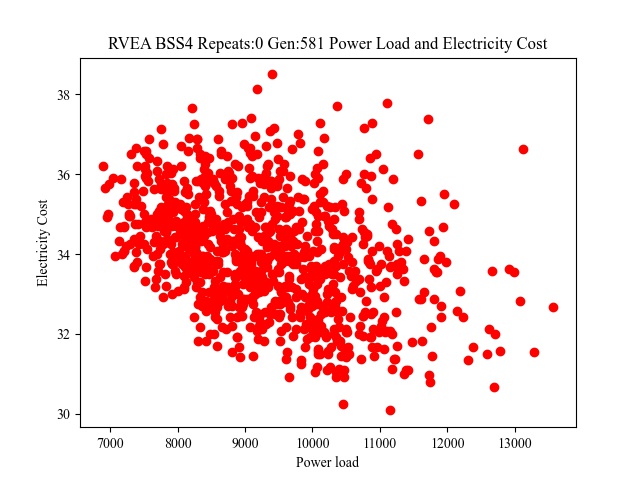 RVEA BSS4 Repeats:0 Gen:581 Power Load and Electricity Cost
38
36
34
32
30
Electricity Cost
7000 8000 9000 10000 11000 12000 13000
Power load